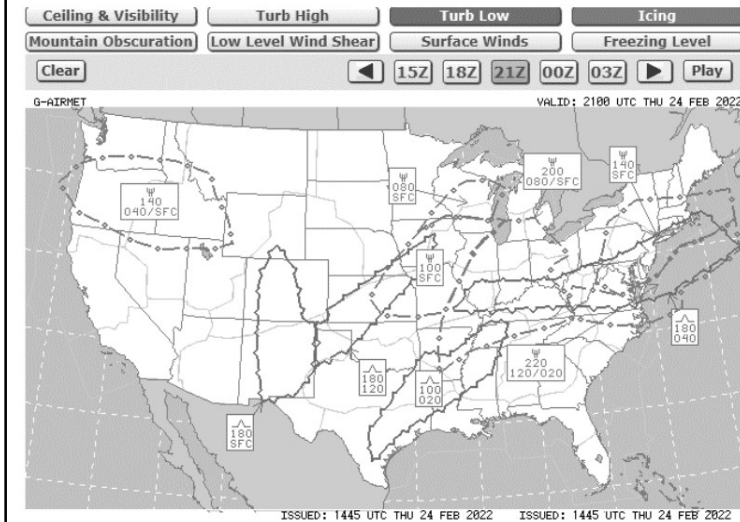 Ceiling & Visibility Turb High Turb Low Icing
Mountain Obscuration Low Level Wind Shear Surface Winds Freezing Level
Clear 15Z 18Z 21Z 00Z 03Z Play
G-AIRMET VALID: 2100 UTC THU 24 FEB 2022
140
040/SFC
080
SFC
200
080/SFC
140
SFC
100
SFC
180
040
180
120
100
020
220
120/020
180
SFC
ISSUED: 1445 UTC THU 24 FEB 2022 ISSUED: 1445 UTC THU 24 FEB 2022